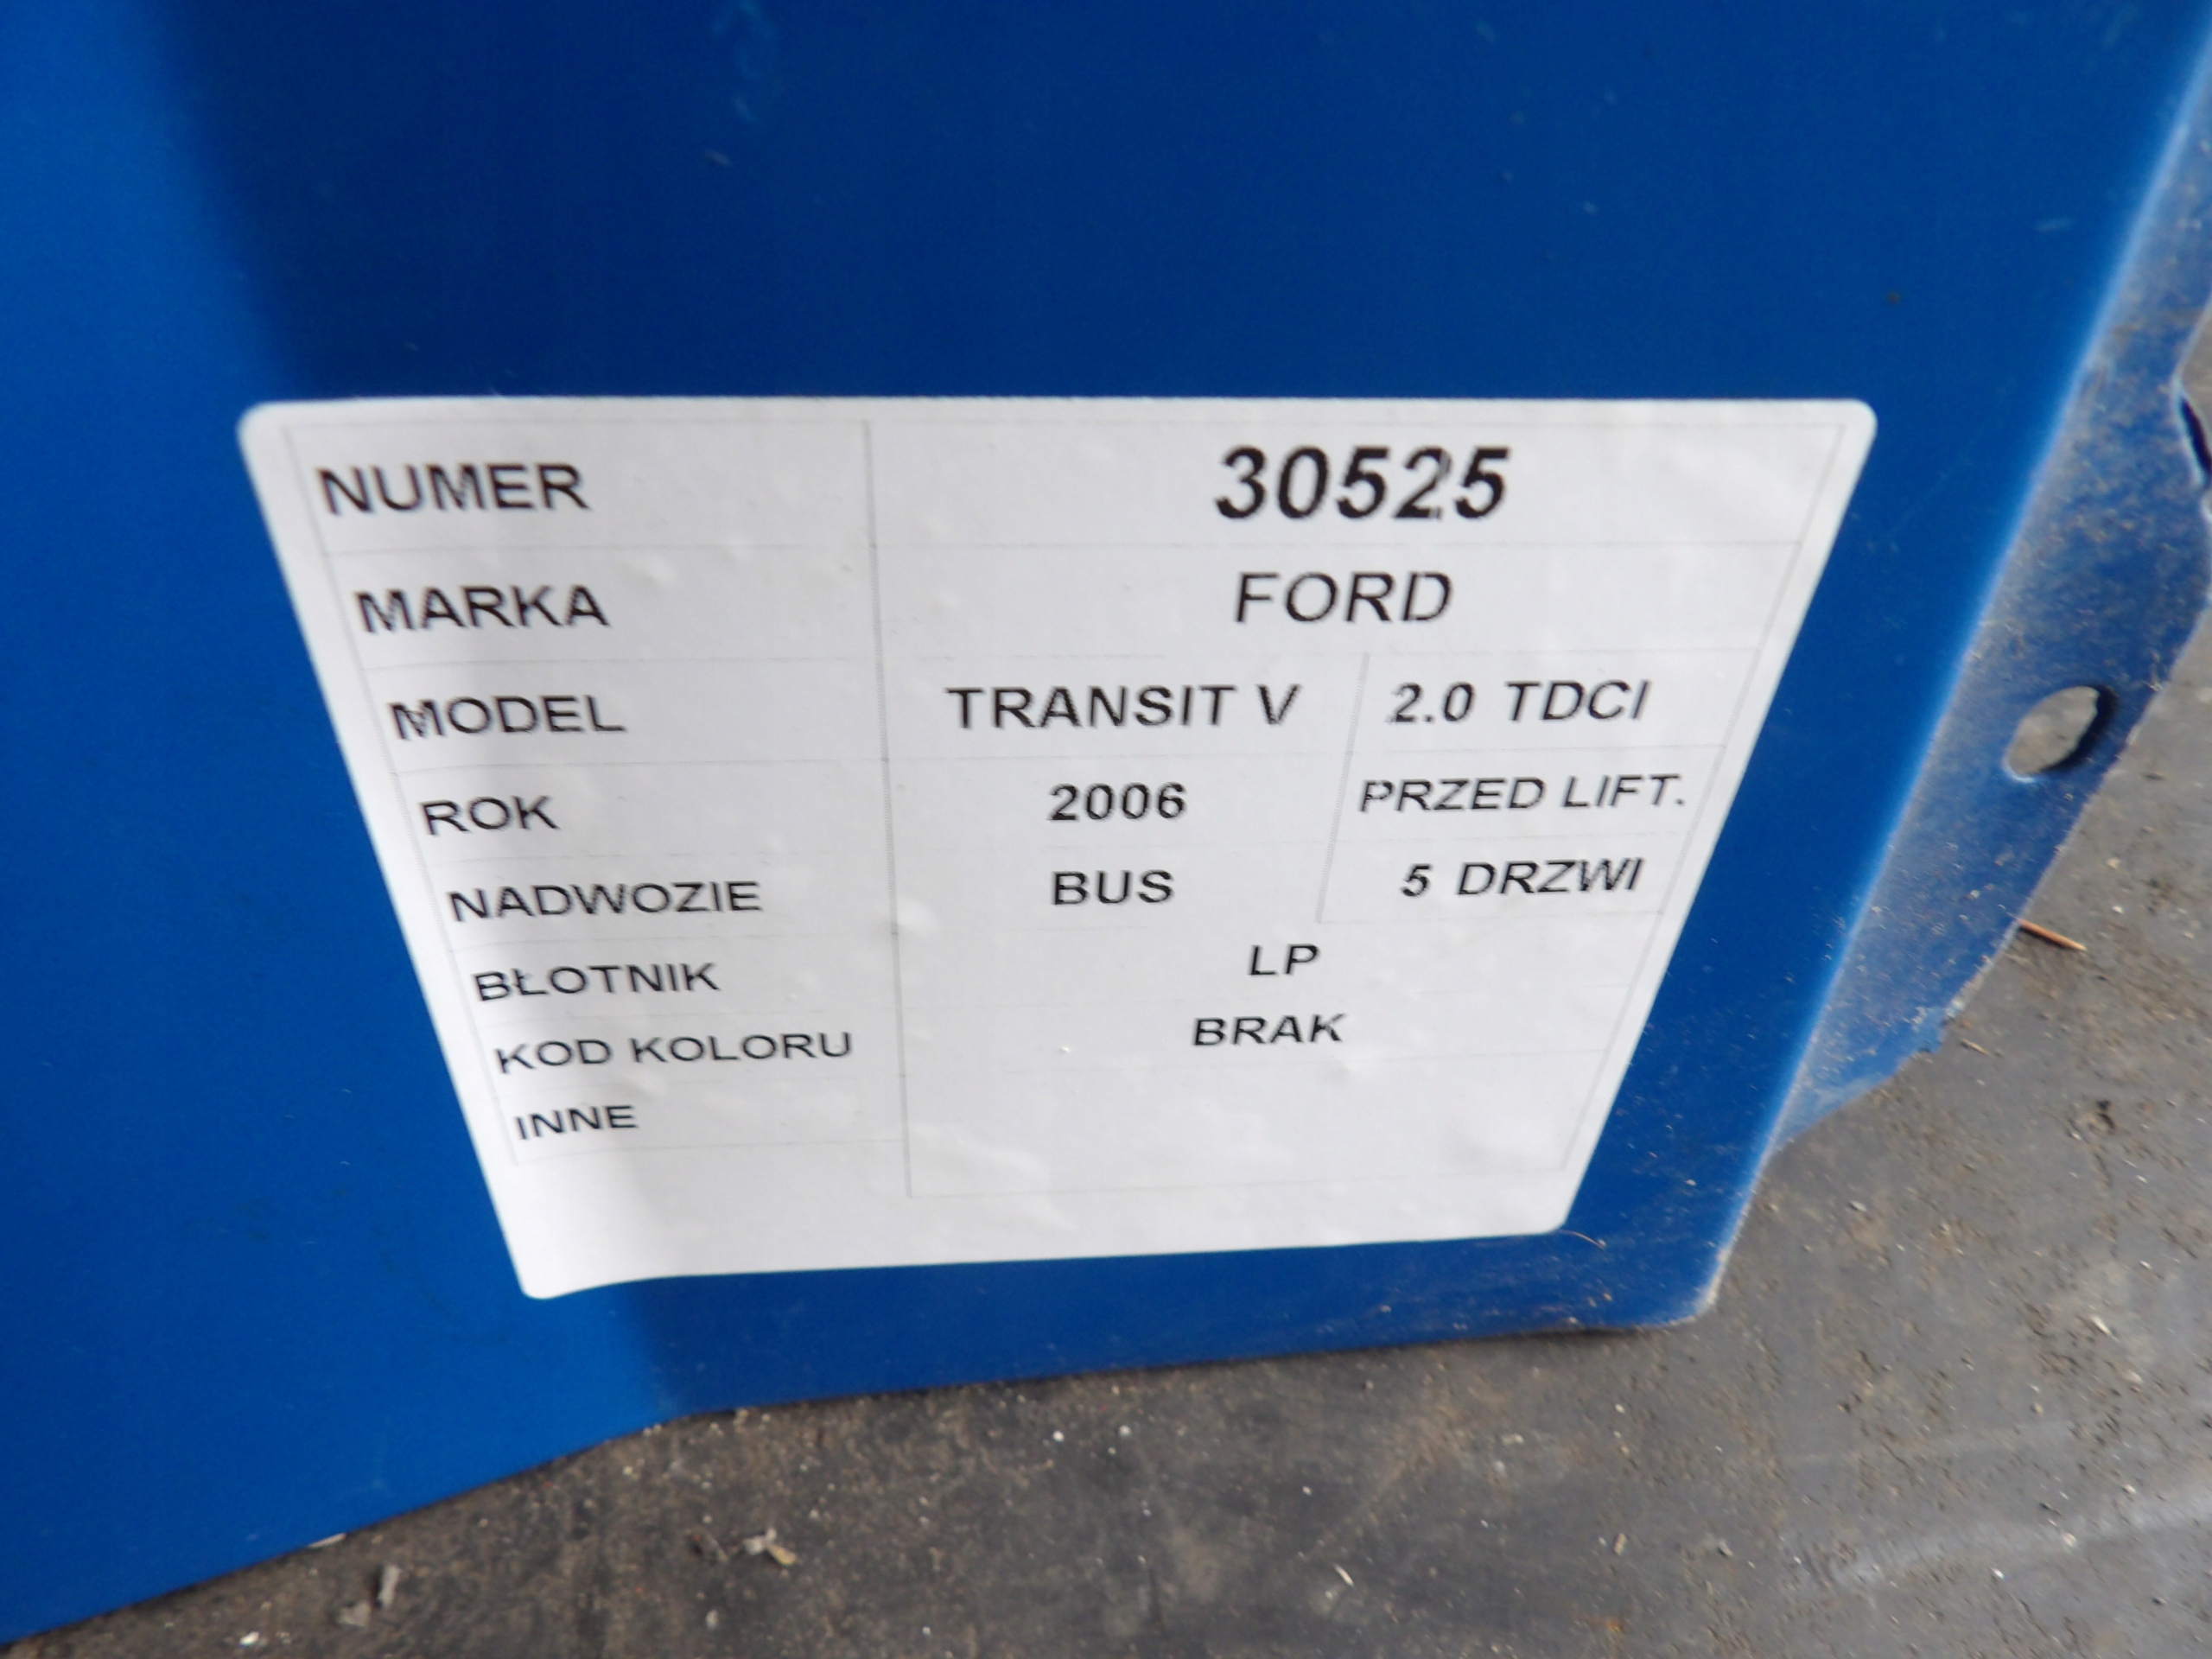 NUMER 30525
MARKA FORD
MODEL TRANSIT V 2.0 TDCI
ROK 2006 PRZED LIFT.
NADWOZIE BUS 5 DRZWI
BŁOTNIK LP
KOD KOLORU BRAK
INNE